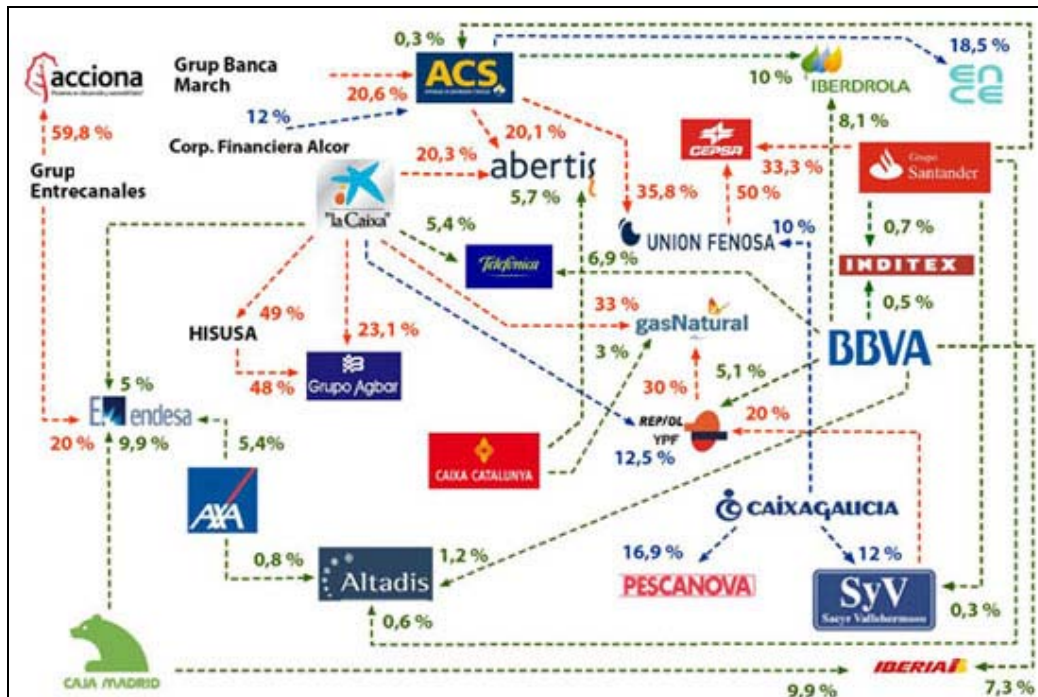 0,3 %
acciona
Grup Banca
March
ACS
20,6 %
10 %
IBERDROLA
18,5 %
ENCE
59,8 %
12 %
Corp. Financiera Alcor
20,1 %
8,1 %
CEPSA
33,3 %
Grupo
Santander
Grup
Entrecanales
20,3 %
abertis
"la Caixa"
5,7 %
35,8 %
50 %
5,4 %
UNION FENOSA
10 %
0,7 %
Telefónica
6,9 %
INDITEX
49 %
33 %
gasNatural
0,5 %
HISUSA
23,1 %
BBVA
3 %
48 %
Grupo Agbar
5 %
30 %
5,1 %
endesa
REPSOL
YPF
20 %
20 %
9,9 %
5,4%
CAIXA CATALUNYA
12,5 %
AXA
CAIXAGALICIA
0,8 %
1,2 %
16,9 %
12 %
Altadis
PESCANOVA
SyV
Sacyr Vallehermoso
0,6 %
0,3 %
CAJA MADRID
IBERIA
9,9 %
7,3 %